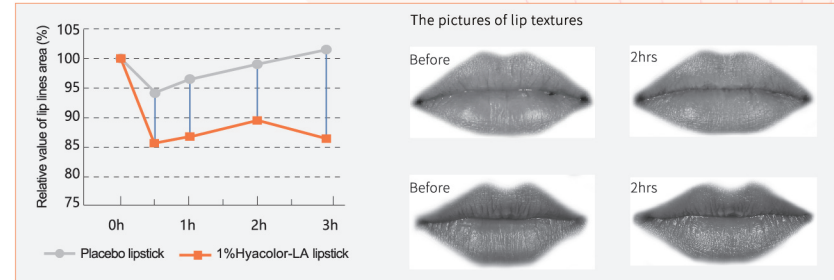 Relative value of lip lines area (%)
105
100
95
90
85
80
75
0h
1h
2h
3h
Placebo lipstick
1%Hyacolor-LA lipstick
The pictures of lip textures
Before
2hrs
Before
2hrs